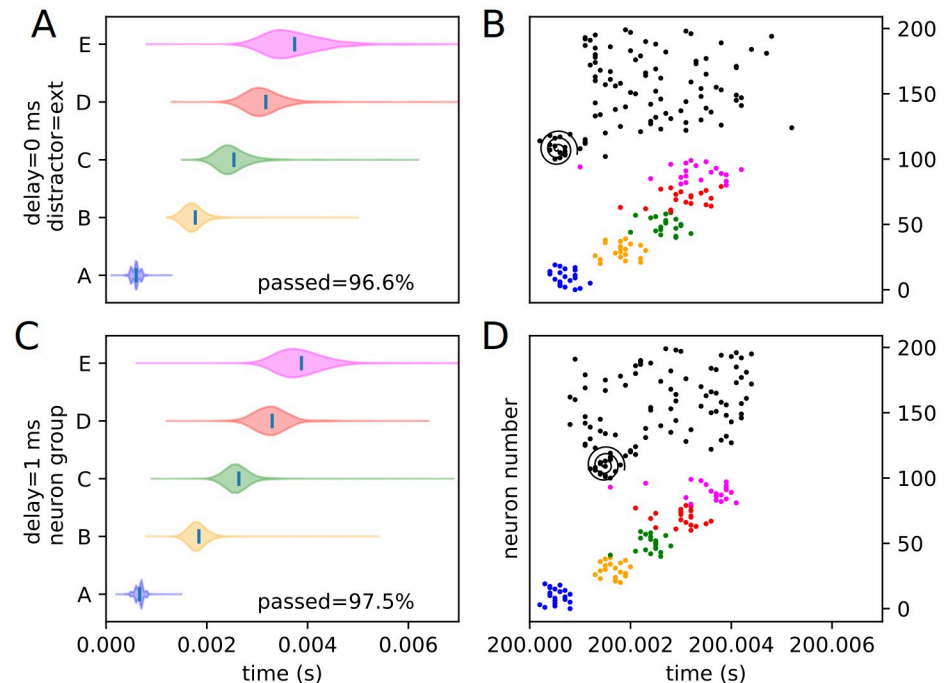 A
B
delay=0 ms
distractor=ext
E
D
C
B
A
passed=96.6%
200
150
100
50
0
C
D
delay=1 ms
neuron group
E
D
C
B
A
passed=97.5%
0.000
0.002
0.004
0.006
time (s)
neuron number
200
150
100
50
0
200.000
200.002
200.004
200.006
time (s)